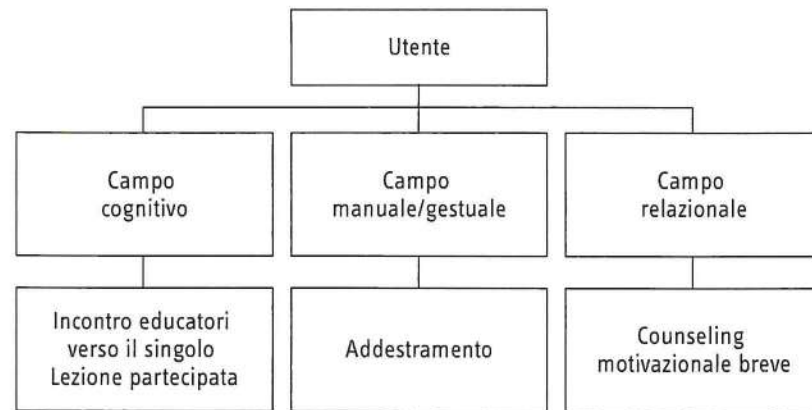 Utente
Campo
cognitivo
Campo
manuale/gestuale
Campo
relazionale
Incontro educatori
verso il singolo
Lezione partecipata
Addestramento
Counseling
motivazionale breve